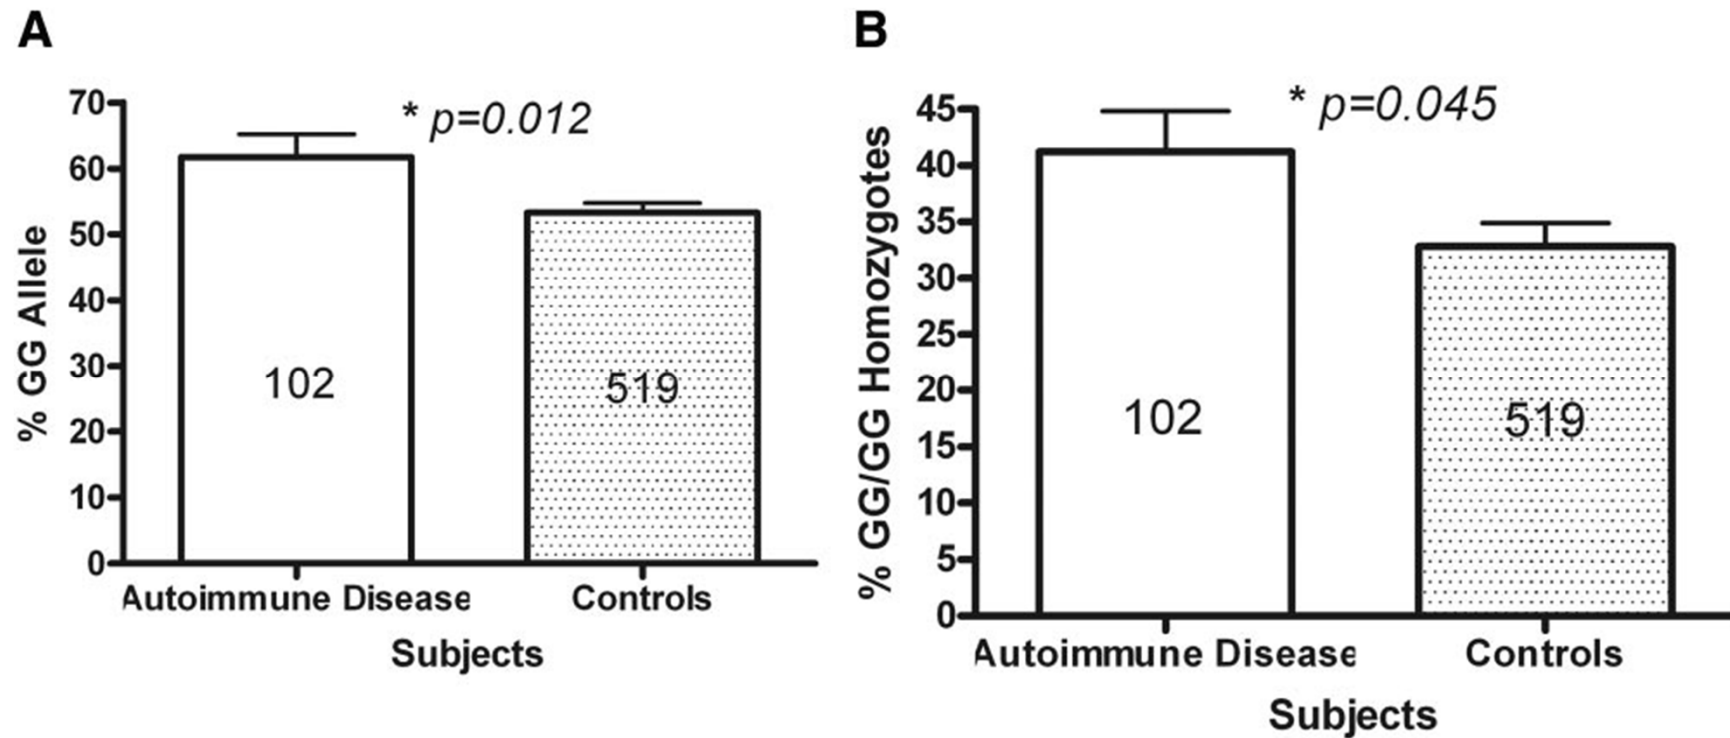 A
* p=0.012
% GG Allele
70
60
50
40
30
20
10
0
102
519
Autoimmune Disease
Controls
Subjects
B
* p=0.045
% GG/GG Homozygotes
45
40
35
30
25
20
15
10
5
0
102
519
Autoimmune Disease
Controls
Subjects